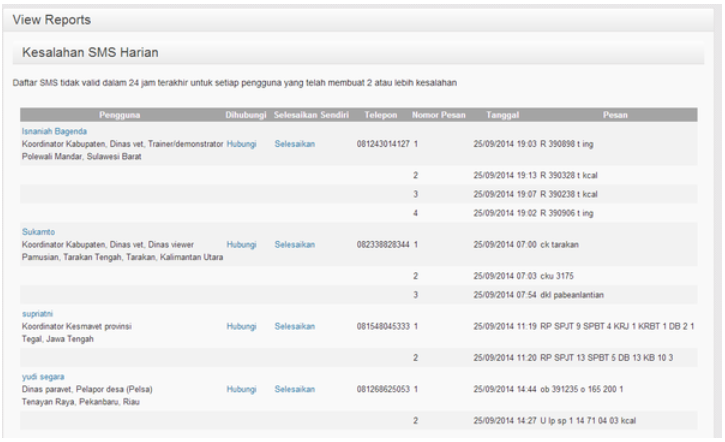 View Reports
Kesalahan SMS Harian
Daftar SMS tidak valid dalam 24 jam terakhir untuk setiap pengguna yang telah membuat 2 atau lebih kesalahan
Pengguna Dihubungi Selesaikan Sendiri Telepon Nomor Pesan Tanggal Pesan
Isnaniah Bagenda
Koordinator Kabupaten, Dinas vet, Trainer/demonstrator Hubungi Selesaikan 081243014127 1 25/09/2014 19:03 R 390898 t ing
Polewali Mandar, Sulawesi Barat
2 25/09/2014 19:13 R 390328 t kcal
3 25/09/2014 19:07 R 390238 t kcal
4 25/09/2014 19:02 R 390906 t ing
Sukamto
Koordinator Kabupaten, Dinas vet, Dinas viewer Hubungi Selesaikan 082338828344 1 25/09/2014 07:00 ck tarakan
Pamusian, Tarakan Tengah, Tarakan, Kalimantan Utara
2 25/09/2014 07:03 cku 3175
3 25/09/2014 07:54 dkl pabeanlantian
supriatni
Koordinator Kesmavet provinsi Hubungi Selesaikan 081548045333 1 25/09/2014 11:19 RP SPJT 9 SPBT 4 KRJ 1 KRBT 1 DB 2 1
Tegal, Jawa Tengah
2 25/09/2014 11:20 RP SPJT 13 SPBT 5 DB 13 KB 10 3
yudi segara
Dinas paravet, Pelapor desa (Pelsa) Hubungi Selesaikan 081268625053 1 25/09/2014 14:44 ob 391235 o 165 200 1
Tenayan Raya, Pekanbaru, Riau
2 25/09/2014 14:27 U lp sp 1 14 71 04 03 kcal